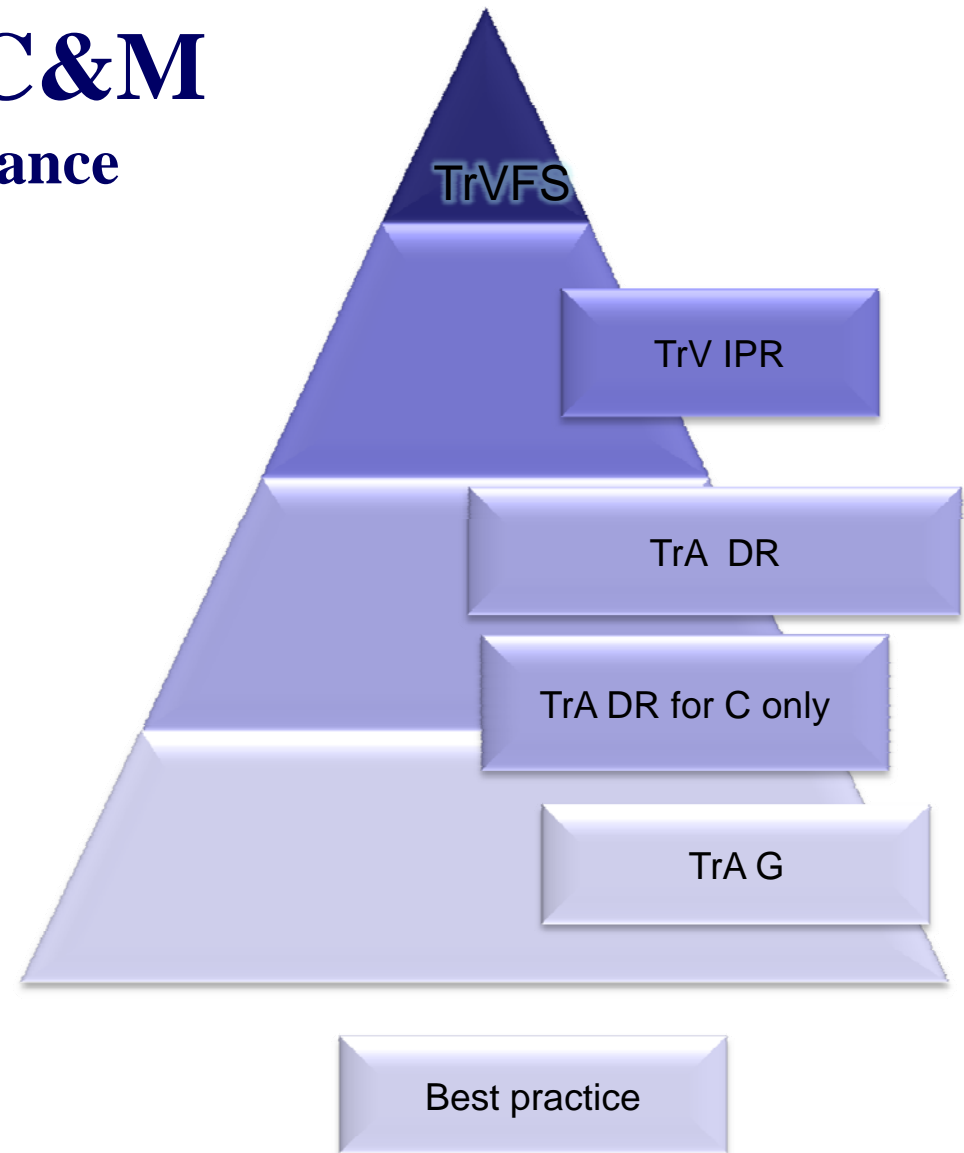 C&M
ance
TrVFS
TrV IPR
TrA  DR
TrA DR for C only
TrA G
Best practice